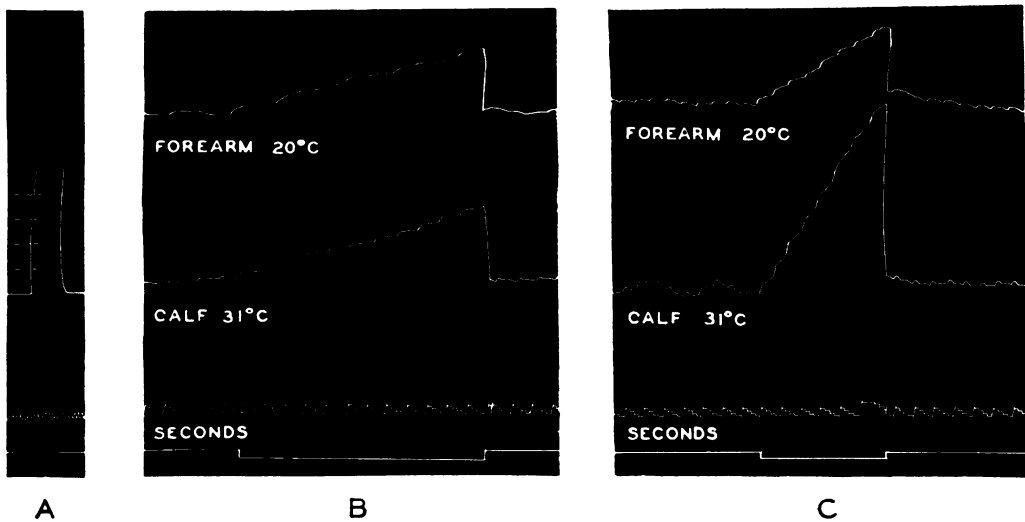 FOREARM 20°C
CALF 31°C
SECONDS
FOREARM 20°C
CALF 31°C
SECONDS
A
B
C